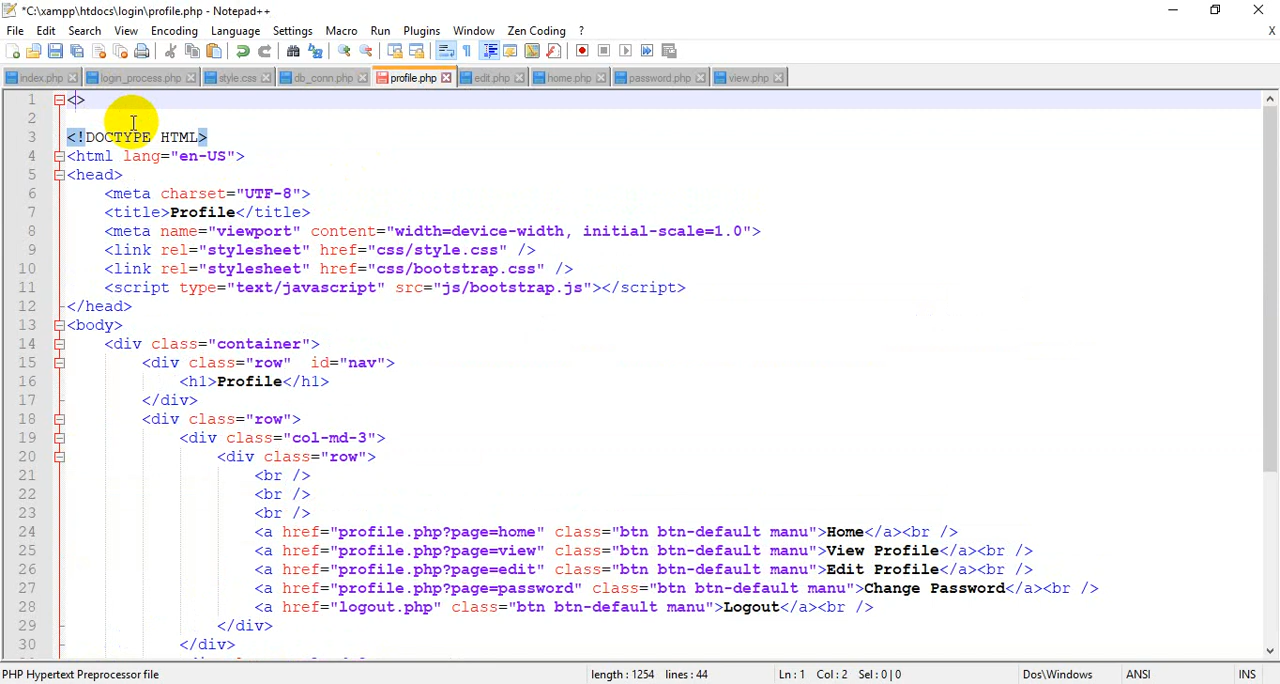 *C:\xampp\htdocs\login\profile.php - Notepad++
File Edit Search View Encoding Language Settings Macro Run Plugins Window Zen Coding ? X
index.php login_process.php style.css db_conn.php profile.php edit.php home.php password.php view.php
1 <>
2
3 <!DOCTYPE HTML>
4 <html lang="en-US">
5 <head>
6 <meta charset="UTF-8">
7 <title>Profile</title>
8 <meta name="viewport" content="width=device-width, initial-scale=1.0">
9 <link rel="stylesheet" href="css/style.css" />
10 <link rel="stylesheet" href="css/bootstrap.css" />
11 <script type="text/javascript" src="js/bootstrap.js"></script>
12 </head>
13 <body>
14 <div class="container">
15 <div class="row"  id="nav">
16 <h1>Profile</h1>
17 </div>
18 <div class="row">
19 <div class="col-md-3">
20 <div class="row">
21 <br />
22 <br />
23 <br />
24 <a href="profile.php?page=home" class="btn btn-default manu">Home</a><br />
25 <a href="profile.php?page=view" class="btn btn-default manu">View Profile</a><br />
26 <a href="profile.php?page=edit" class="btn btn-default manu">Edit Profile</a><br />
27 <a href="profile.php?page=password" class="btn btn-default manu">Change Password</a><br />
28 <a href="logout.php" class="btn btn-default manu">Logout</a><br />
29 </div>
30 </div>
PHP Hypertext Preprocessor file length : 1254 lines : 44 Ln : 1 Col : 2 Sel : 0 | 0 Dos\Windows ANSI INS